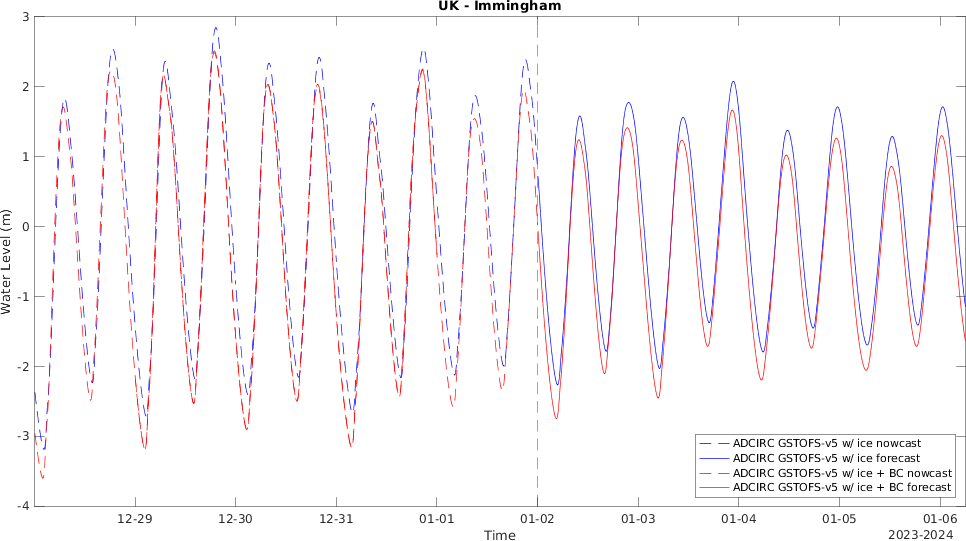 UK - Immingham
3
2
1
0
-1
-2
-3
-4
Water Level (m)
12-29 12-30 12-31 01-01 01-02 01-03 01-04 01-05 01-06
Time
2023-2024
ADCIRC GSTOFS-v5 w/ ice nowcast
ADCIRC GSTOFS-v5 w/ ice forecast
ADCIRC GSTOFS-v5 w/ ice + BC nowcast
ADCIRC GSTOFS-v5 w/ ice + BC forecast